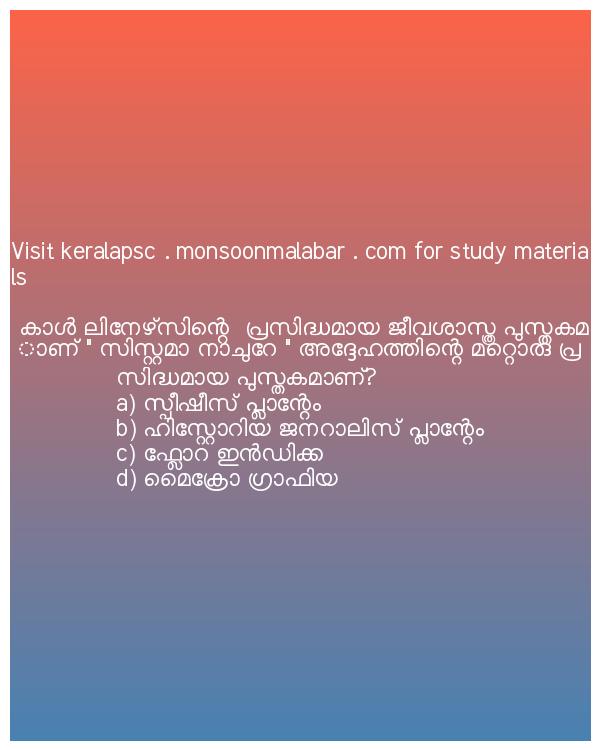 Visit keralapsc . monsoonmalabar . com for study materia
ls
കാൾ ലിനേഴ്സിന്റെ പ്രസിദ്ധമായ ജീവശാസ്ത്ര പുസ്തകമ
ാണ് " സിസ്റ്റമാ നാചുറേ " അദ്ദേഹത്തിന്റെ മറ്റൊരു പ്ര
സിദ്ധമായ പുസ്തകമാണ്?
a) സ്പീഷീസ് പ്ലാന്റേം
b) ഹിസ്റ്റോറിയ ജനറാലിസ് പ്ലാന്റേം
c) ഫ്ലോറ ഇൻഡിക്ക
d) മൈക്രോ ഗ്രാഫിയ